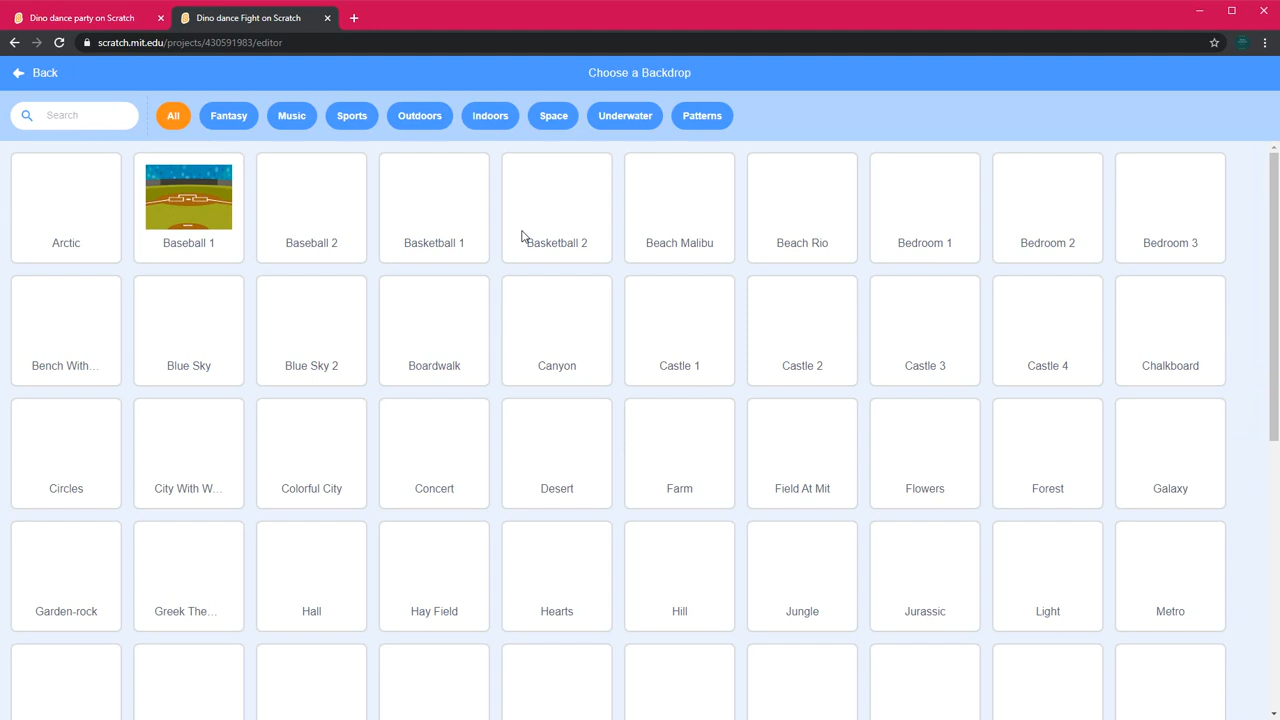 Dino dance party on Scratch
Dino dance Fight on Scratch
scratch.mit.edu/projects/430591983/editor
Back
Choose a Backdrop
Search
All
Fantasy
Music
Sports
Outdoors
Indoors
Space
Underwater
Patterns
Arctic
Baseball 1
Baseball 2
Basketball 1
Basketball 2
Beach Malibu
Beach Rio
Bedroom 1
Bedroom 2
Bedroom 3
Bench With...
Blue Sky
Blue Sky 2
Boardwalk
Canyon
Castle 1
Castle 2
Castle 3
Castle 4
Chalkboard
Circles
City With W...
Colorful City
Concert
Desert
Farm
Field At Mit
Flowers
Forest
Galaxy
Garden-rock
Greek The...
Hall
Hay Field
Hearts
Hill
Jungle
Jurassic
Light
Metro